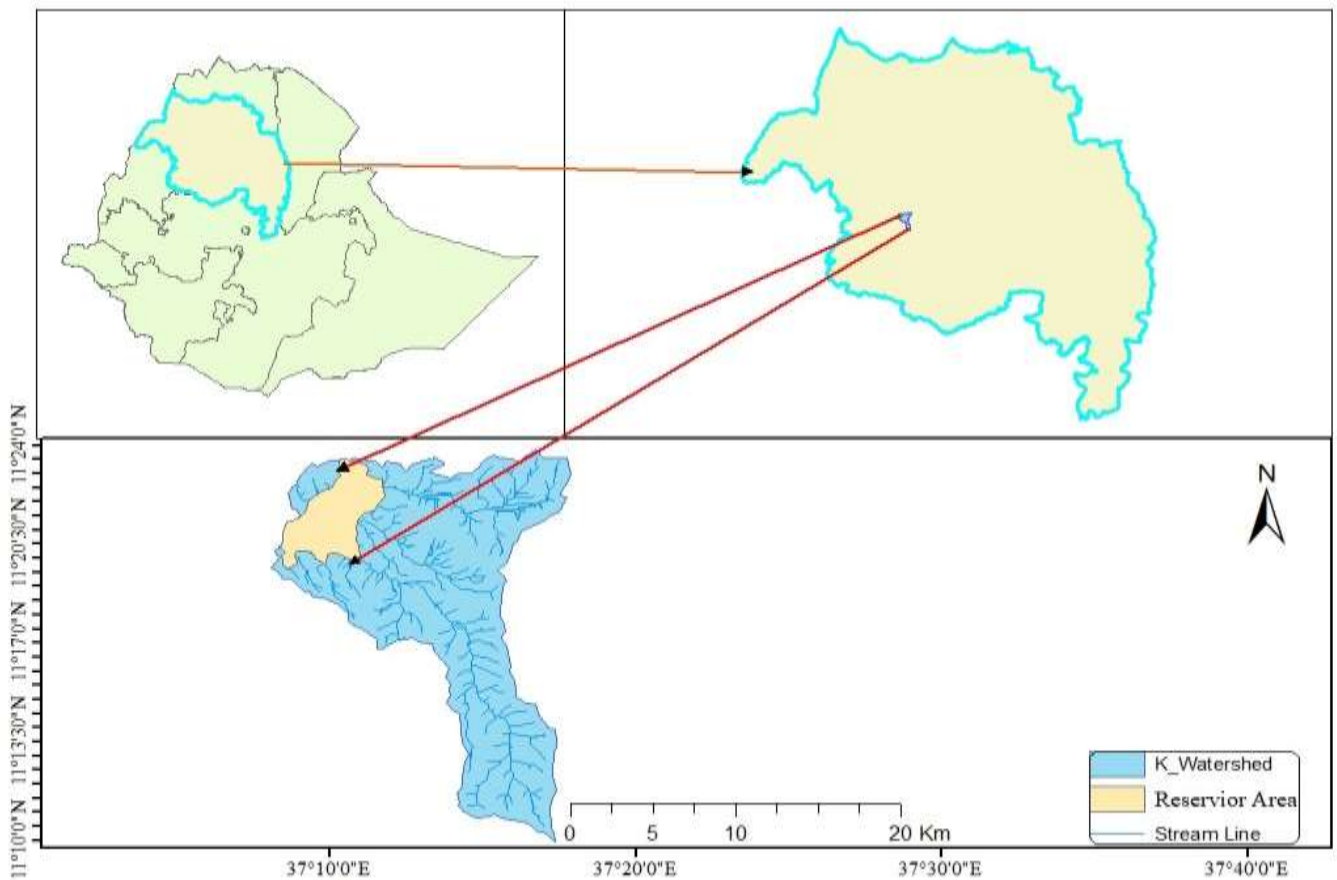 N
11°24'0"N
11°20'30"N
11°17'0"N
11°13'30"N
11°10'0"N
K_Watershed
Reservior Area
Stream Line
0 5 10 20 Km
37°10'0"E 37°20'0"E 37°30'0"E 37°40'0"E